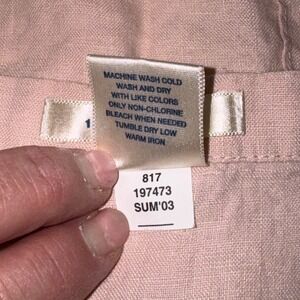 MACHINE WASH COLD
WASH AND DRY
WITH LIKE COLORS
ONLY NON-CHLORINE
BLEACH WHEN NEEDED
TUMBLE DRY LOW
WARM IRON
1
817
197473
SUM'03